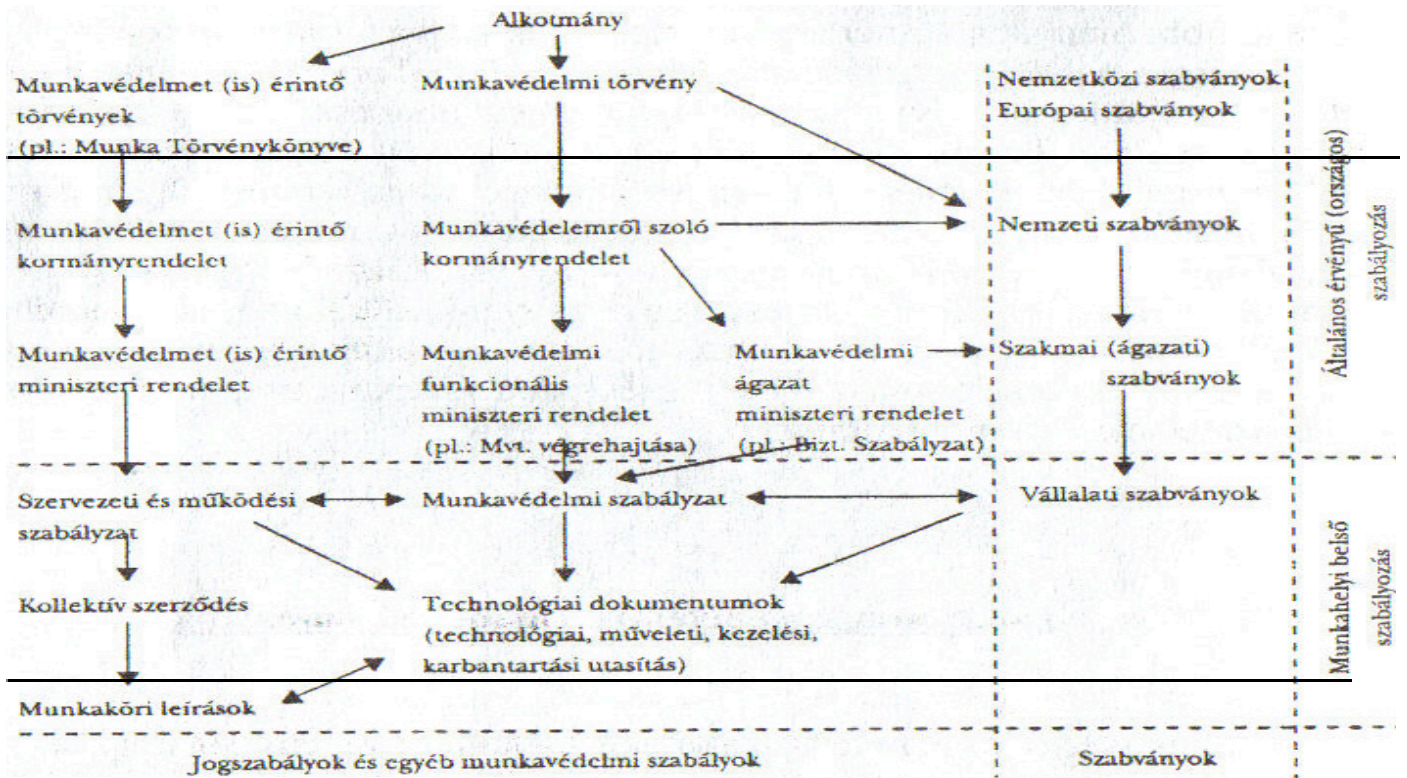 Alkotmány
Munkavédelmet (is) érintő
törvények
(pl.: Munka Törvénykönyve)
Munkavédelmi törvény
Nemzetközi szabványok
Európai szabványok
Munkavédelmet (is) érintő
kormányrendelet
Munkavédelemről szoló
kormányrendelet
Nemzeti szabványok
Munkavédelmet (is) érintő
miniszteri rendelet
Munkavédelmi
funkcionális
miniszteri rendelet
(pl.: Mvt. végrehajtása)
Munkavédelmi
ágazat
miniszteri rendelet
(pl.: Bizt. Szabályzat)
Szakmai (ágazati)
szabványok
Általános érvényű (országos)
szabályozás
Szervezeti és működési
szabályzat
Munkavédelmi szabályzat
Vállalati szabványok
Kollektív szerződés
Technológiai dokumentumok
(technológiai, műveleti, kezelési,
karbantartási utasítás)
Munkaköri leírások
Munkahelyi belső
szabályozás
Jogszabályok és egyéb munkavédelmi szabályok
Szabványok